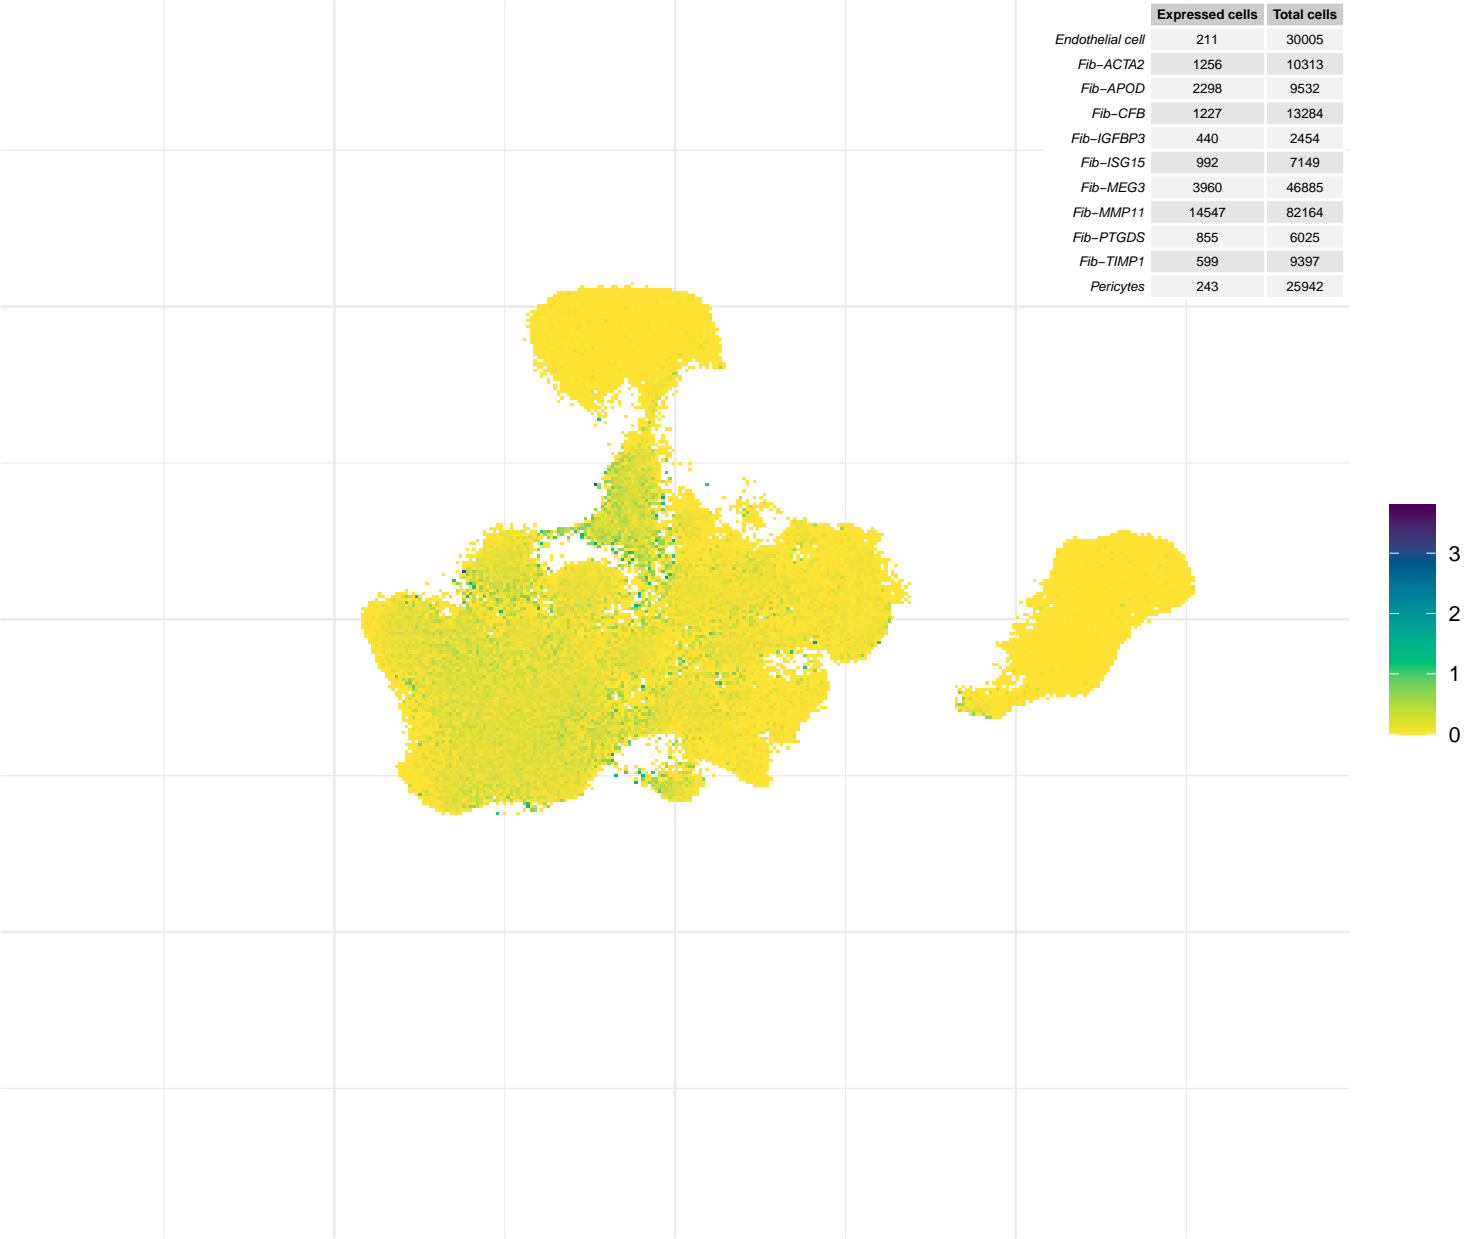 Expressed cells Total cells
Endothelial cell 211 30005
Fib−ACTA2 1256 10313
Fib−APOD 2298 9532
Fib−CFB 1227 13284
Fib−IGFBP3 440 2454
Fib−ISG15 992 7149
Fib−MEG3 3960 46885
Fib−MMP11 14547 82164
Fib−PTGDS 855 6025
Fib−TIMP1 599 9397
Pericytes 243 25942
3
2
1
0